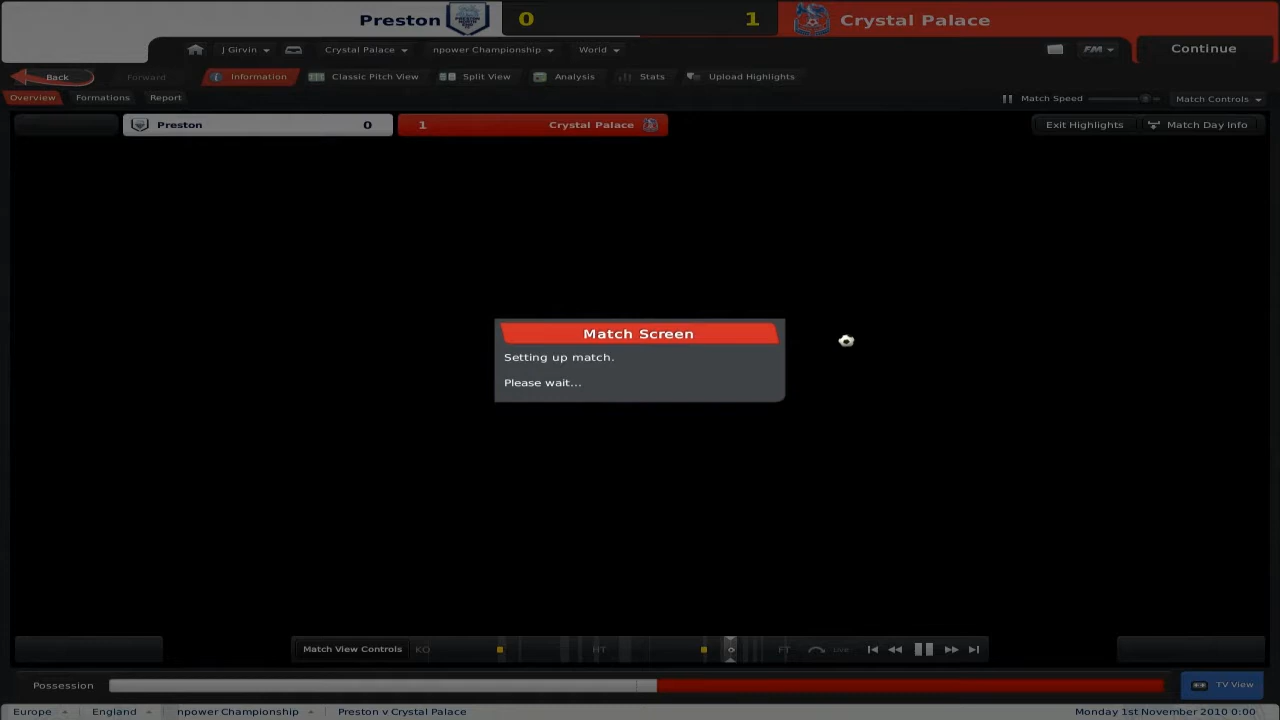 Preston 0 1 Crystal Palace
J Girvin Crystal Palace npower Championship World FM Continue
Back Forward Information Classic Pitch View Split View Analysis Stats Upload Highlights
Overview Formations Report Match Speed Match Controls
Preston 0 1 Crystal Palace Exit Highlights Match Day Info
Match Screen
Setting up match.
Please wait...
Match View Controls KO HT FT Live
Possession TV View
Europe England npower Championship Preston v Crystal Palace Monday 1st November 2010 0:00